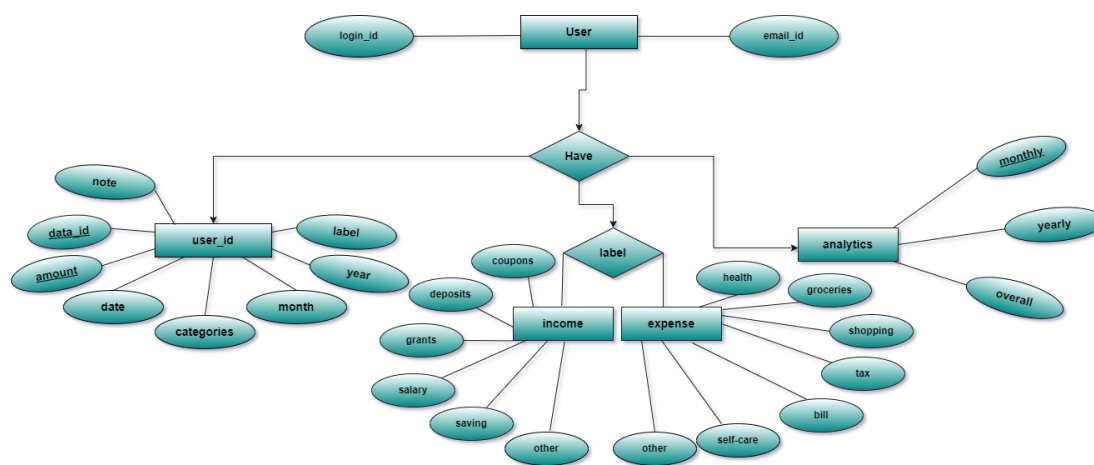 login_id
User
email_id
Have
note
data_id
amount
date
categories
month
year
label
user_id
label
analytics
monthly
yearly
overall
coupons
deposits
grants
salary
saving
other
income
expense
health
groceries
shopping
tax
bill
self-care
other